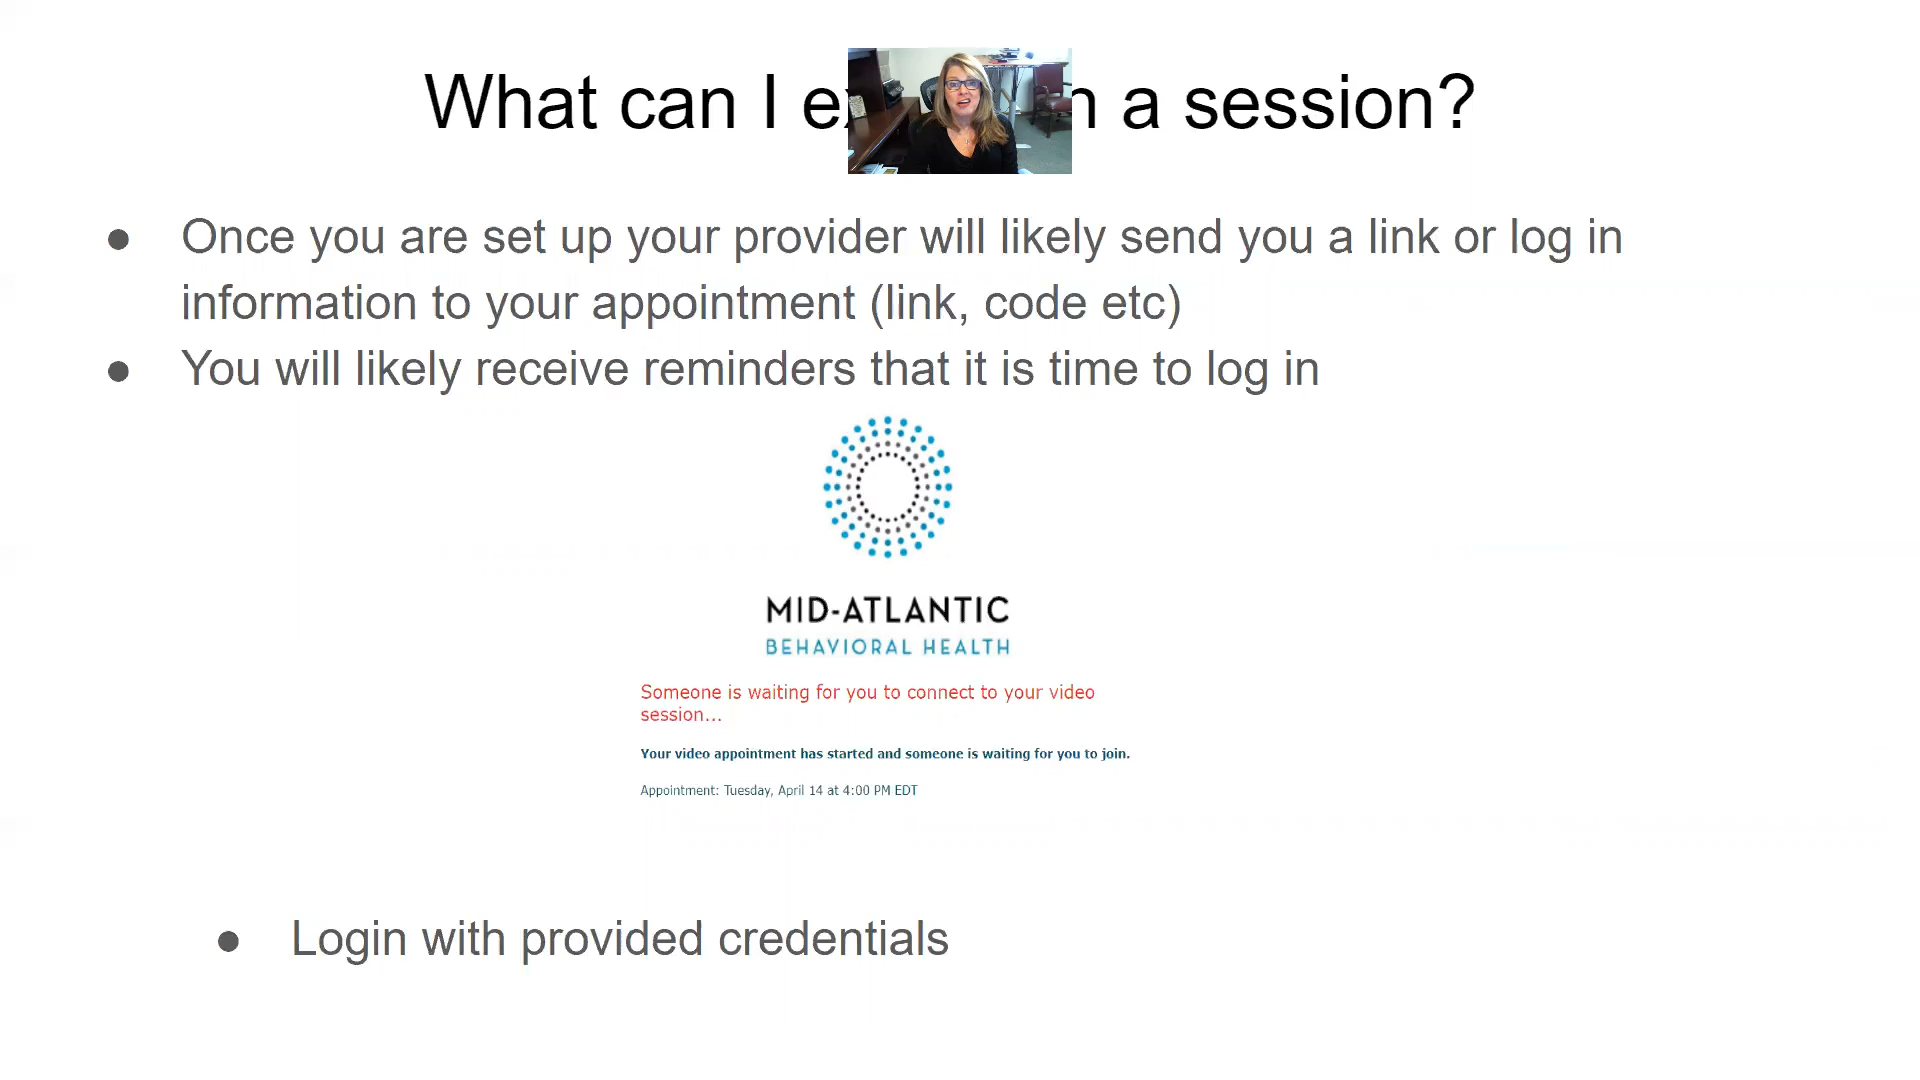 What can I e n a session?
● Once you are set up your provider will likely send you a link or log in
information to your appointment (link, code etc)
● You will likely receive reminders that it is time to log in
MID-ATLANTIC
BEHAVIORAL HEALTH
Someone is waiting for you to connect to your video
session...
Your video appointment has started and someone is waiting for you to join.
Appointment: Tuesday, April 14 at 4:00 PM EDT
● Login with provided credentials